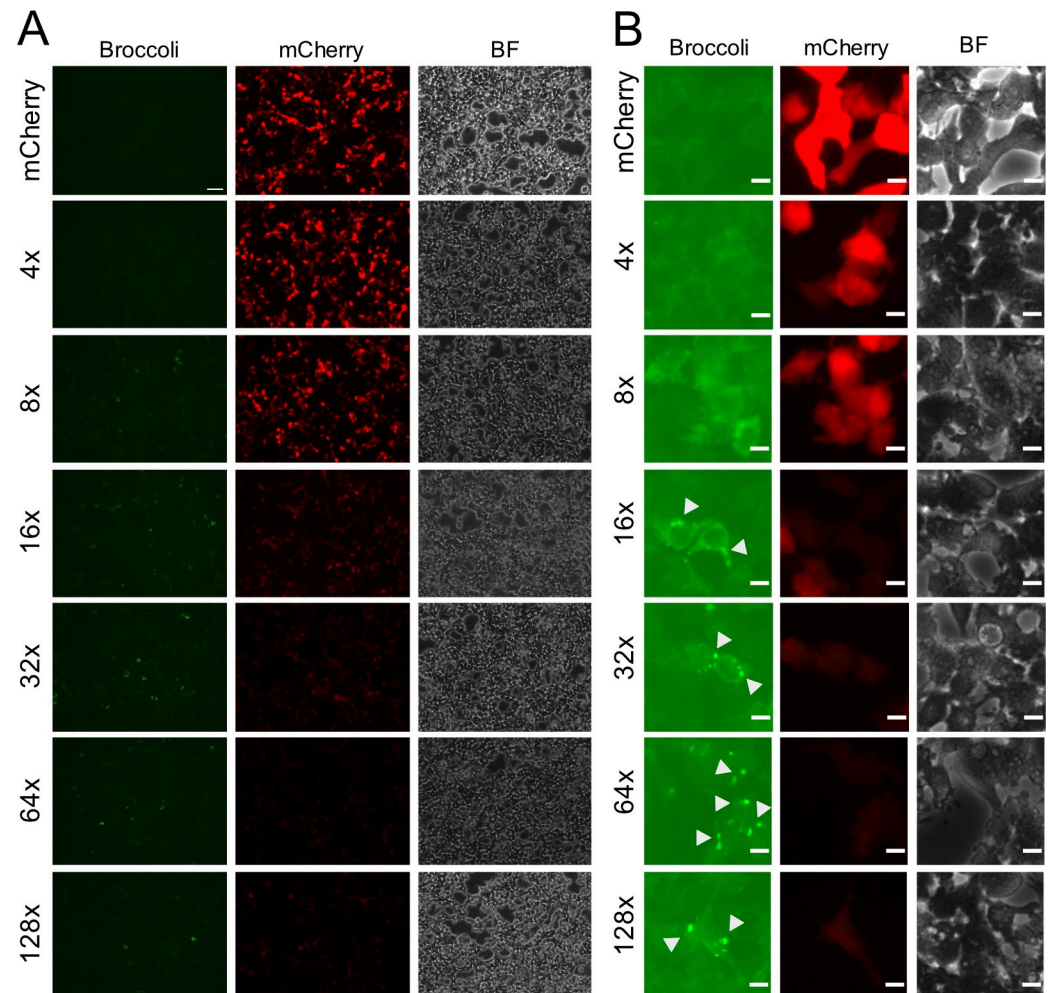 A B
Broccoli mCherry BF Broccoli mCherry BF
mCherry mCherry
4x 4x
8x 8x
16x 16x
32x 32x
64x 64x
128x 128x